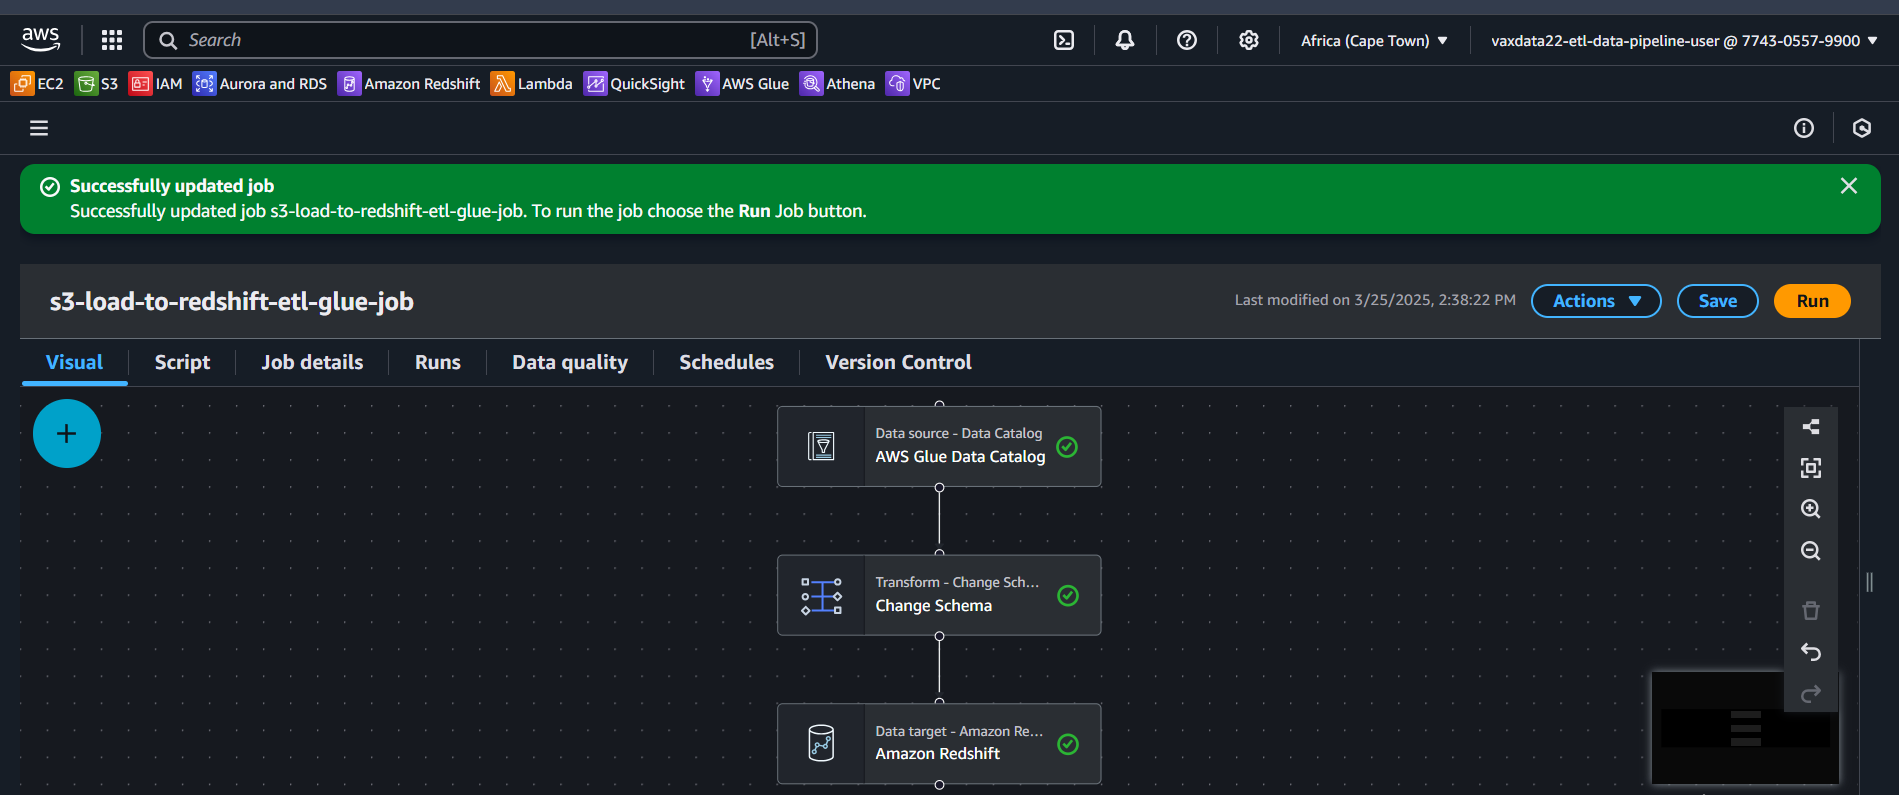 aws
Search [Alt+S]
Africa (Cape Town) ▼
vaxdata22-etl-data-pipeline-user @ 7743-0557-9900 ▼
EC2 S3 IAM Aurora and RDS Amazon Redshift Lambda QuickSight AWS Glue Athena VPC
Successfully updated job
Successfully updated job s3-load-to-redshift-etl-glue-job. To run the job choose the Run Job button.
s3-load-to-redshift-etl-glue-job
Last modified on 3/25/2025, 2:38:22 PM
Actions ▼
Save
Run
Visual Script Job details Runs Data quality Schedules Version Control
Data source - Data Catalog
AWS Glue Data Catalog
Transform - Change Sch...
Change Schema
Data target - Amazon Re...
Amazon Redshift